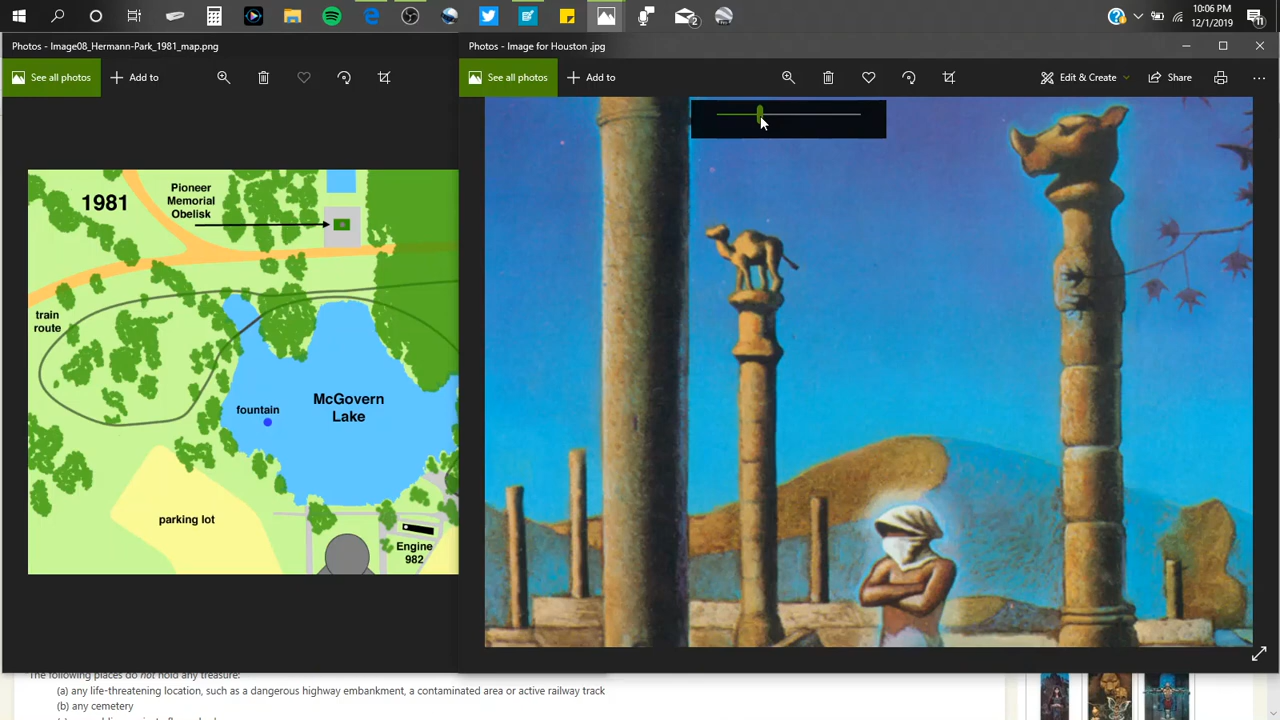 2
10:06 PM
12/1/2019
11
Photos - Image08_Hermann-Park_1981_map.png
Photos - Image for Houston .jpg
See all photos
Add to
See all photos
Add to
Edit & Create
Share
1981
Pioneer
Memorial
Obelisk
train
route
fountain
McGovern
Lake
parking lot
Engine
982
The following places do not hold any treasure:
(a) any life-threatening location, such as a dangerous highway embankment, a contaminated area or active railway track
(b) any cemetery